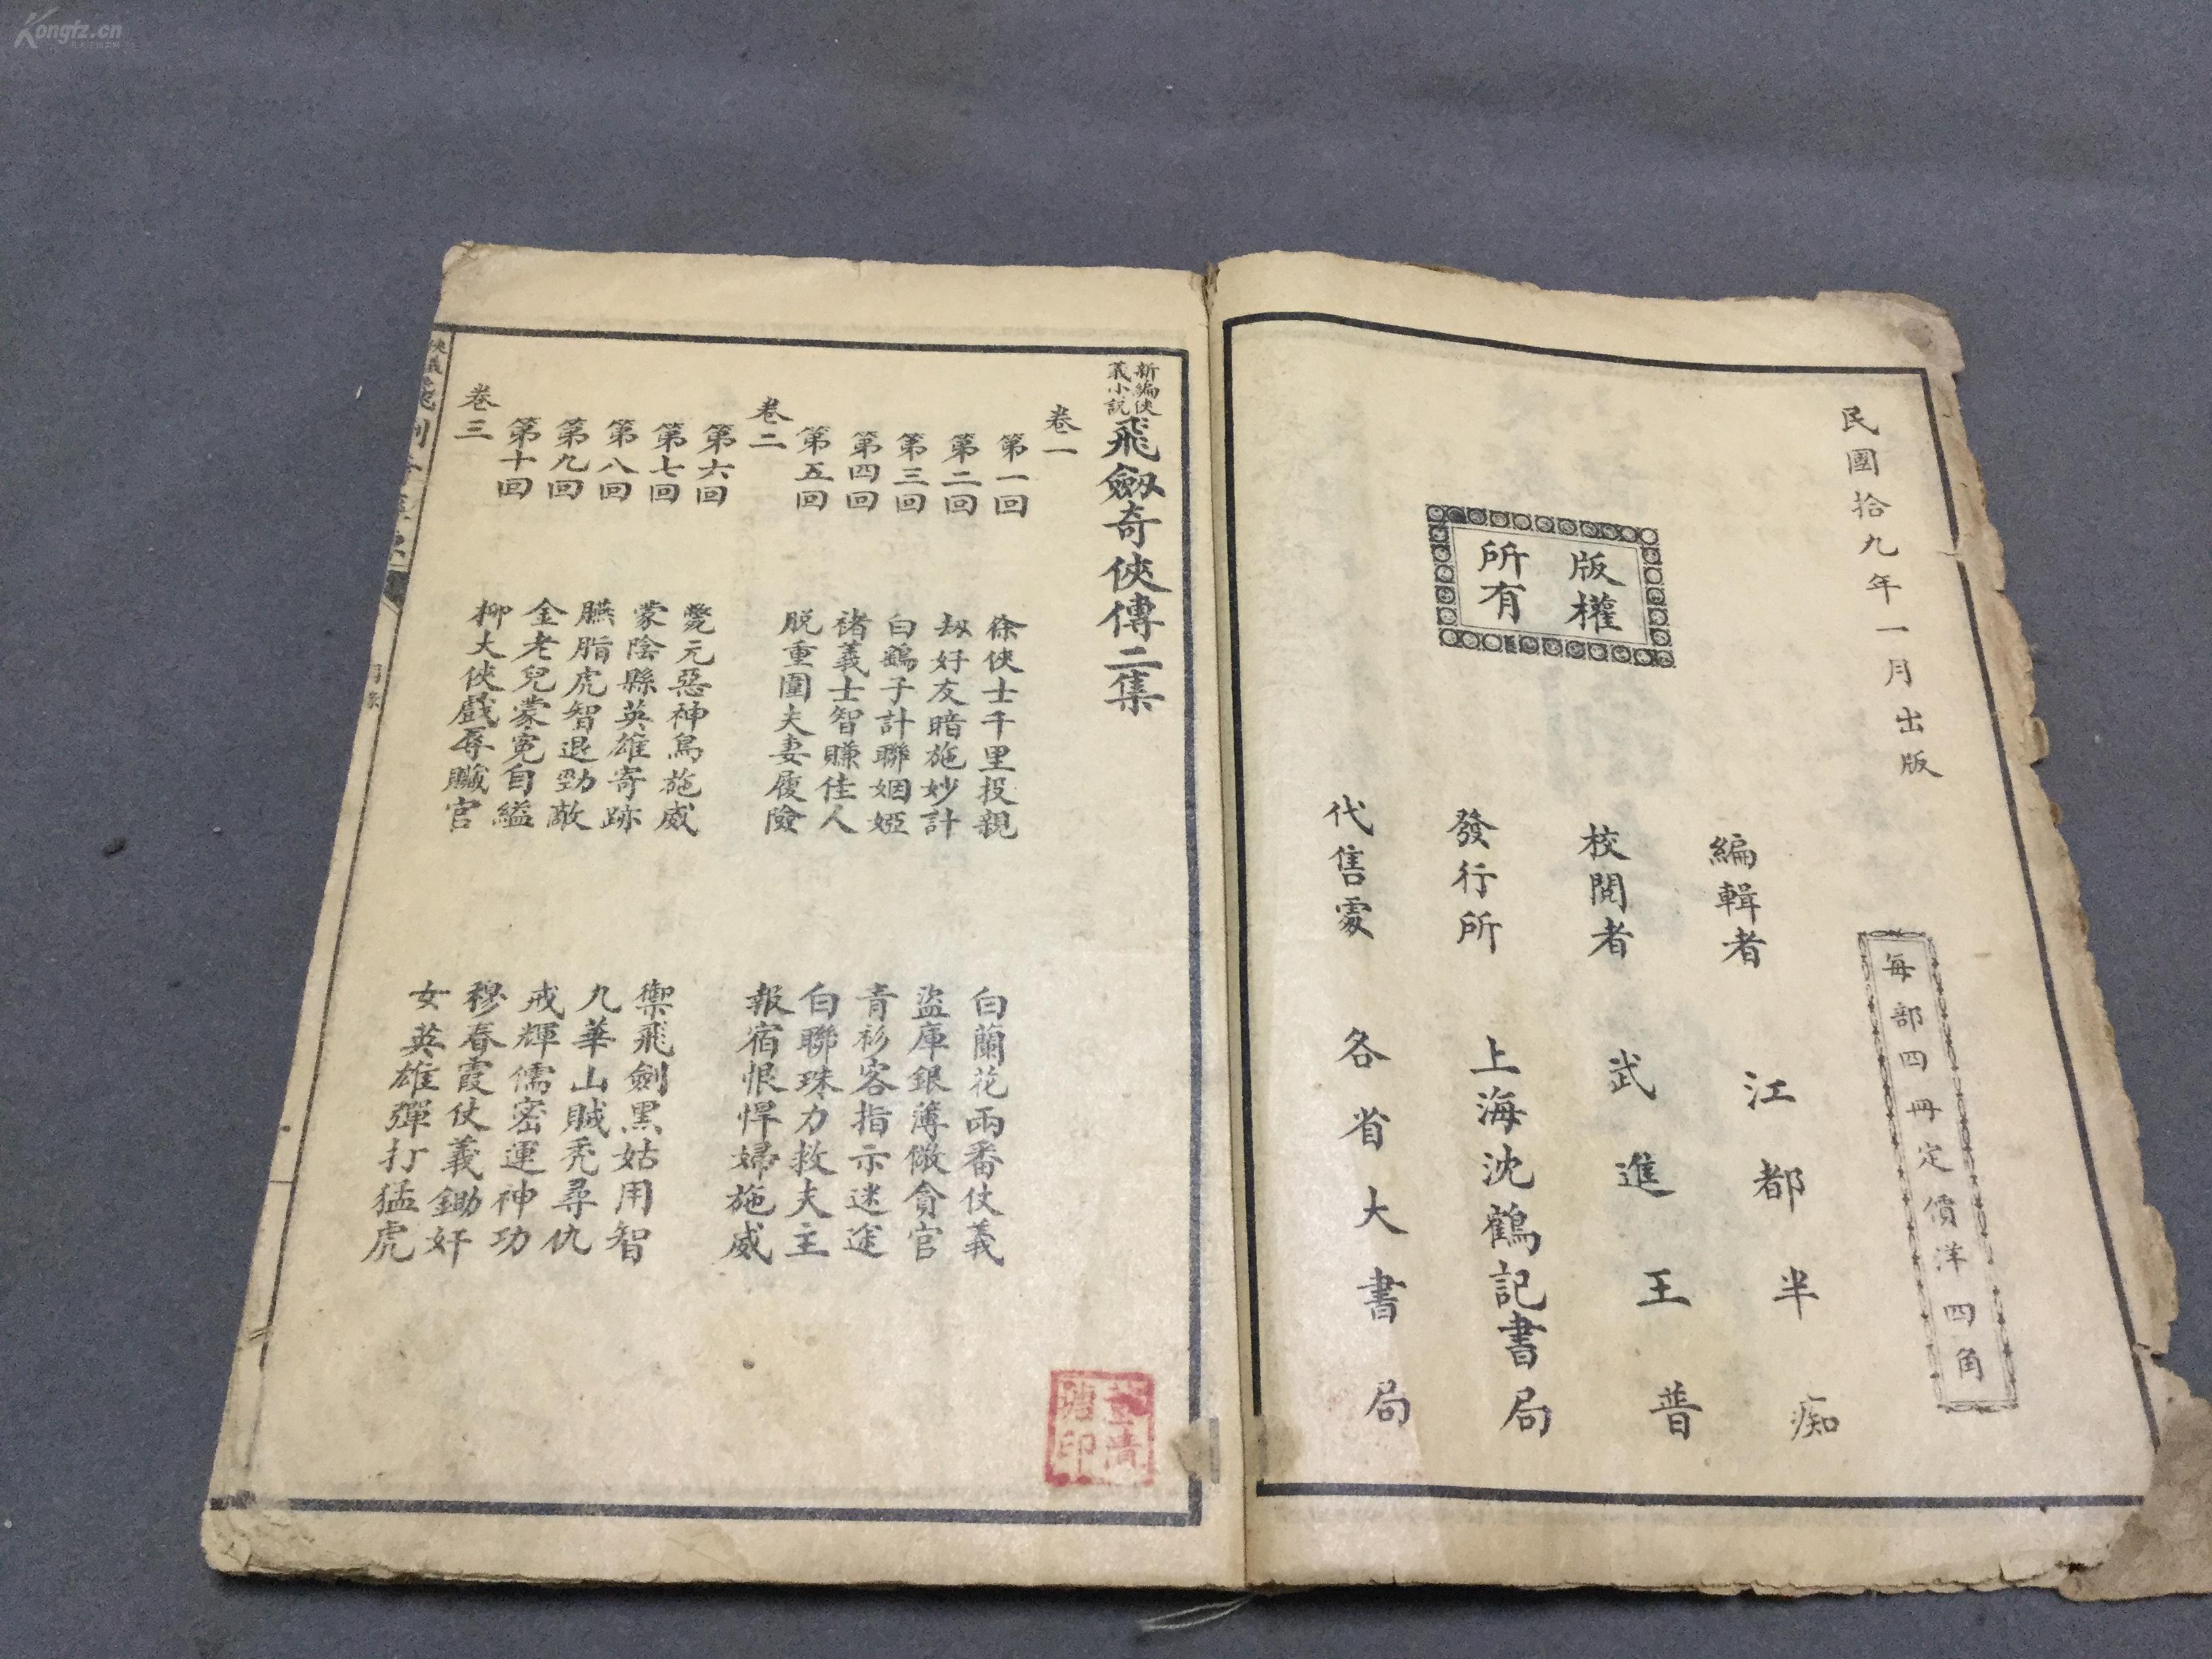 Kongfz.cn
民國拾九年一月出版
每部四冊定價洋四角
版權
所有
編輯者 江都半痴
校閱者 武進王普
發行所 上海沈鶴記書局
代售處 各省大書局
新編俠
義小說
飛劍奇俠傳二集
卷一
第一回 徐俠士千里投親 白蘭花兩番仗義
第二回 劫好友暗施妙計 盜庫銀薄儆貪官
第三回 白鶴子計聯姻婭 青衫客指示迷途
第四回 褚義士智賺佳人 白聯珠力救夫主
第五回 脫重圍夫妻履險 報宿恨悍婦施威
卷二
第六回 斃元惡神鳥施威 禦飛劍黑姑用智
第七回 蒙陰縣英雄寄跡 九華山賊禿尋仇
第八回 臙脂虎智退勁敵 戒輝儒密運神功
第九回 金老兒蒙冤自縊 穆春霞仗義鋤奸
第十回 柳大俠戲辱贓官 女英雄彈打猛虎
卷三